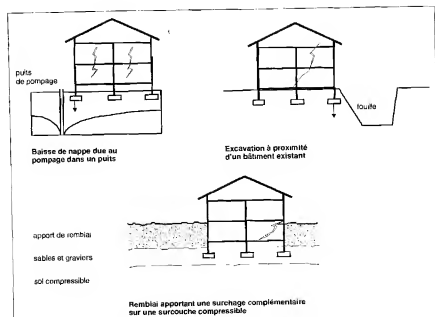 puits
de pompage
Baisse de nappe due au
pompage dans un puits
fouille
Excavation à proximité
d'un bâtiment existant
apport de remblai
sables et graviers
sol compressible
Remblai apportant une surchage complémentaire
sur une surcouche compressible